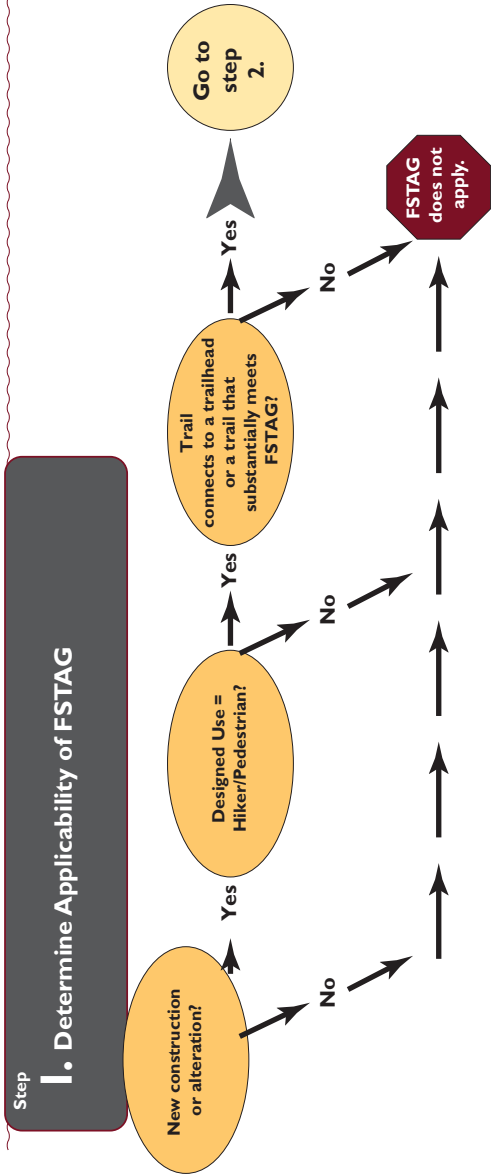 Step
1. Determine Applicability of FSTAG
New construction
or alteration?
Yes
No
Designed Use =
Hiker/Pedestrian?
Yes
No
Trail
connects to a trailhead
or a trail that
substantially meets
FSTAG?
Yes
No
Go to
step
2.
FSTAG
does not
apply.